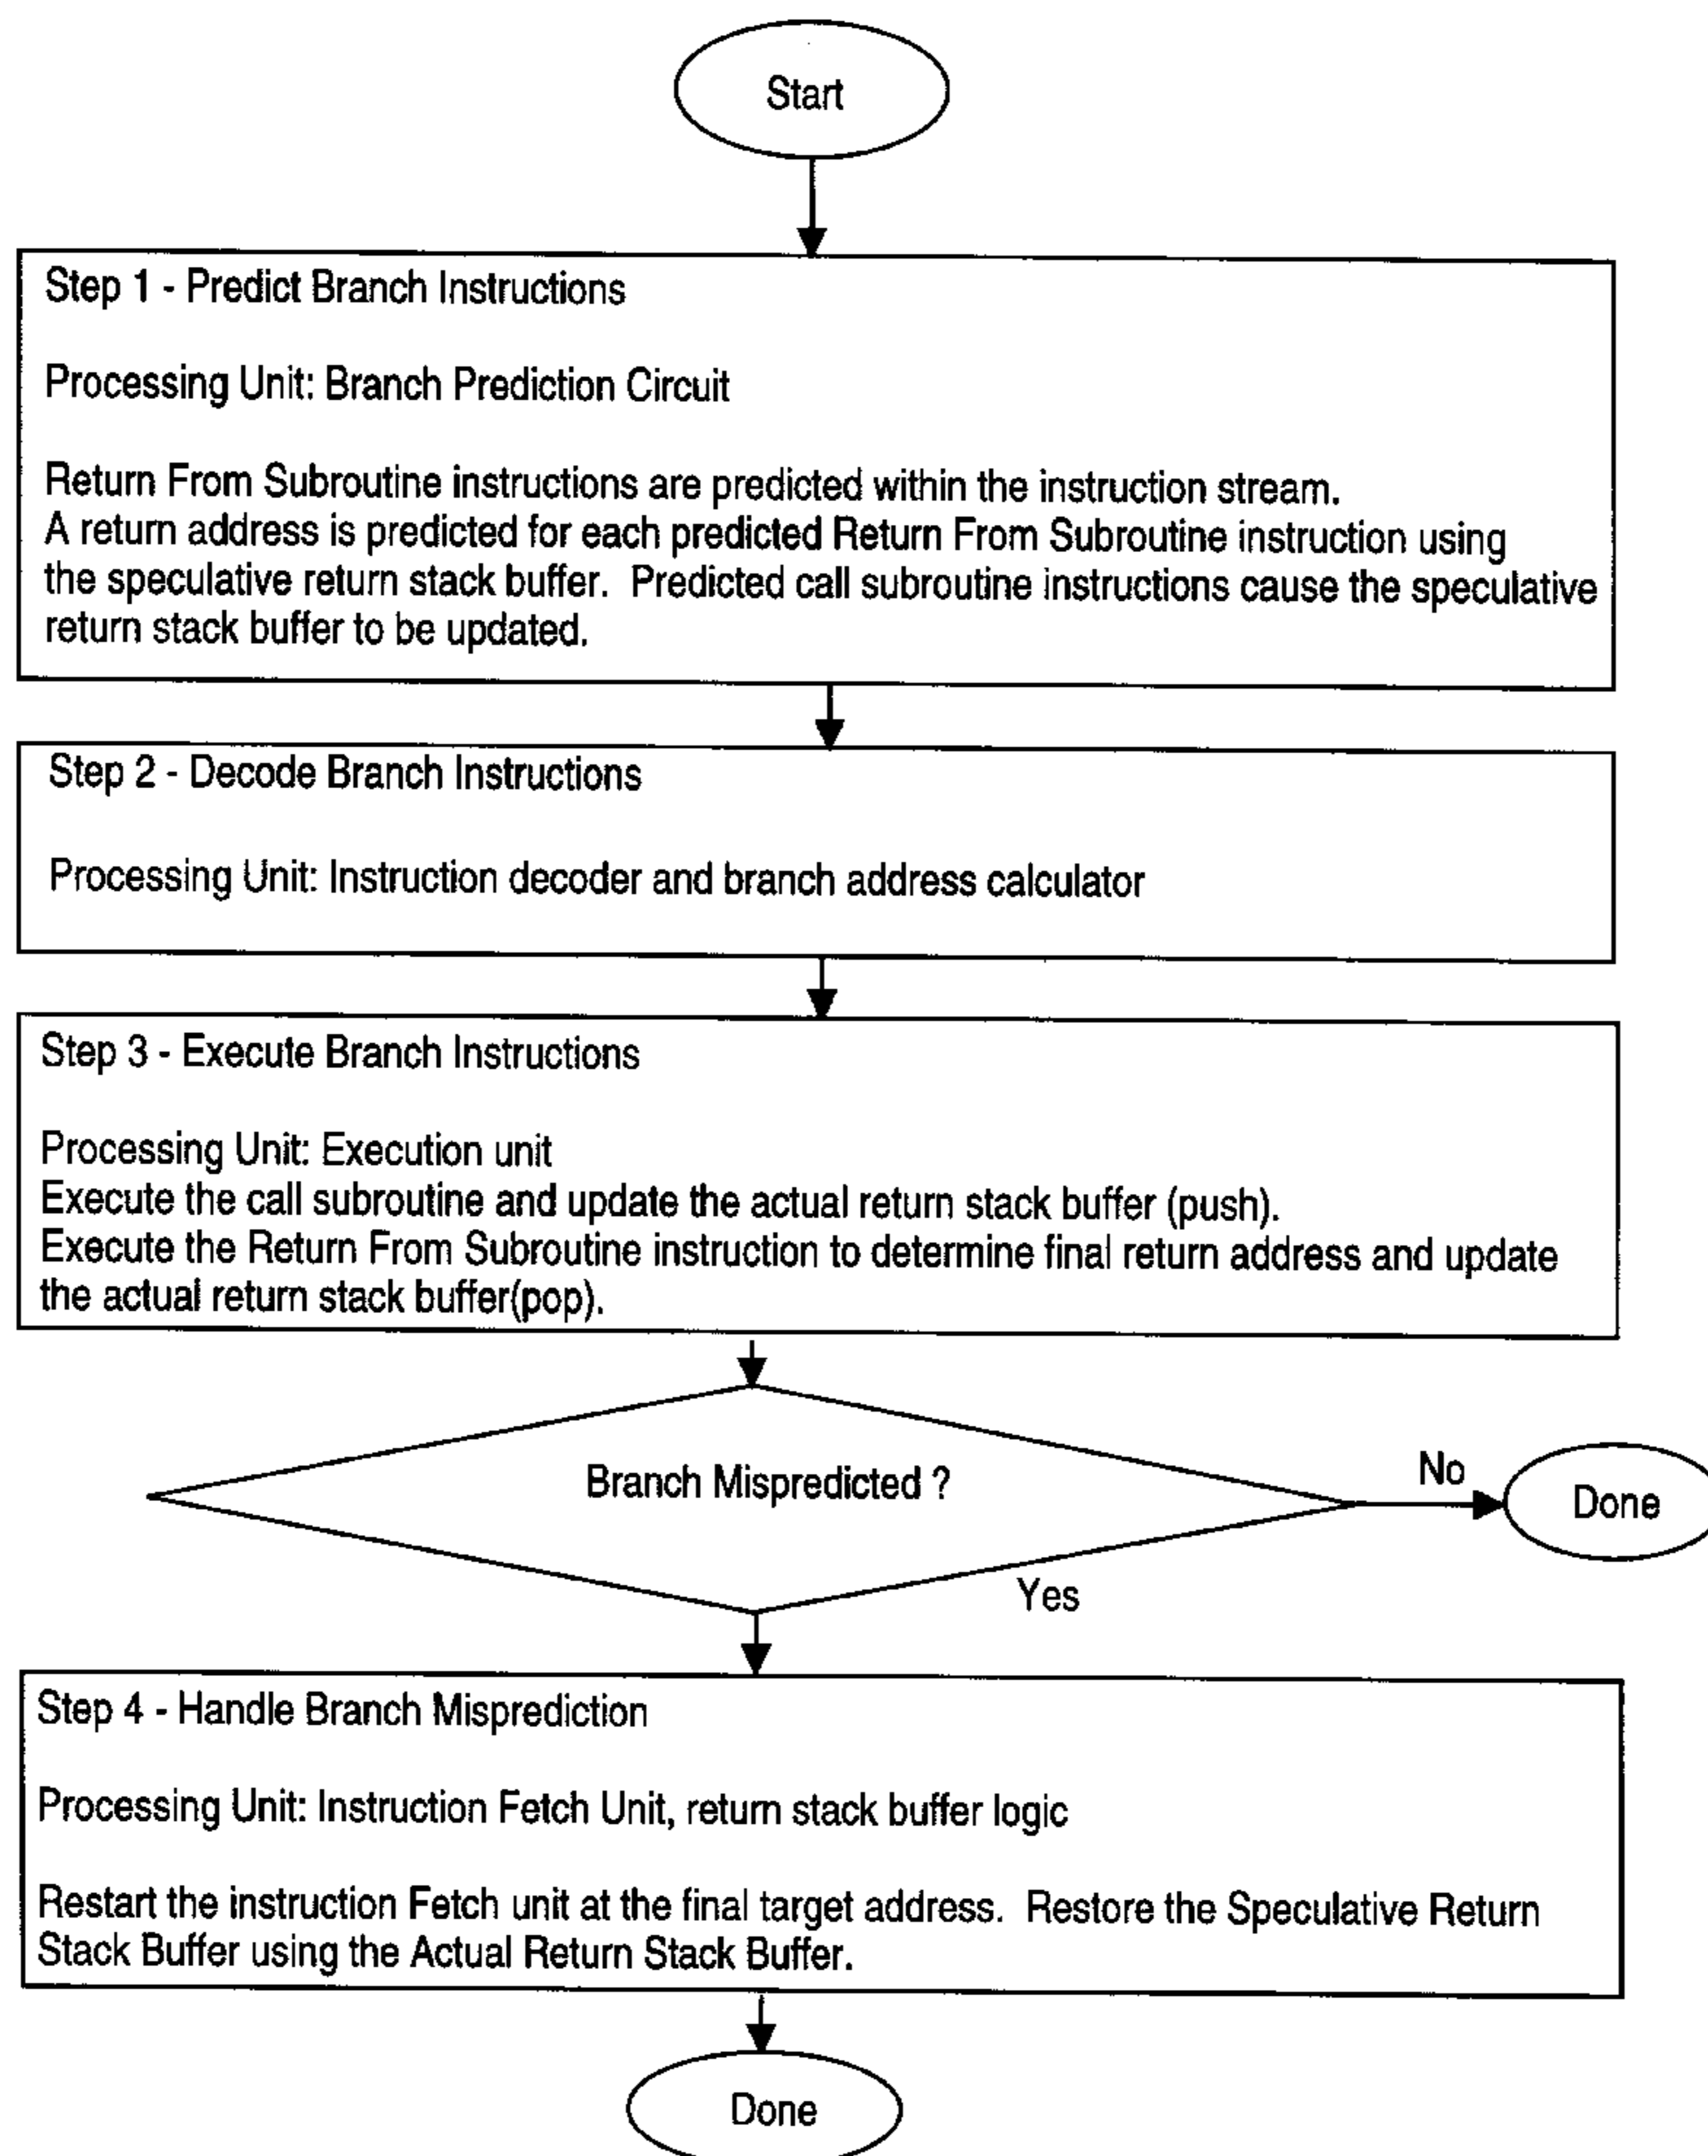 Start
Step 1 - Predict Branch Instructions
Processing Unit: Branch Prediction Circuit
Return From Subroutine instructions are predicted within the instruction stream.
A return address is predicted for each predicted Return From Subroutine instruction using
the speculative return stack buffer.  Predicted call subroutine instructions cause the speculative
return stack buffer to be updated.
Step 2 - Decode Branch Instructions
Processing Unit: Instruction decoder and branch address calculator
Step 3 - Execute Branch Instructions
Processing Unit: Execution unit
Execute the call subroutine and update the actual return stack buffer (push).
Execute the Return From Subroutine instruction to determine final return address and update
the actual return stack buffer(pop).
Branch Mispredicted ?
No
Done
Yes
Step 4 - Handle Branch Misprediction
Processing Unit: Instruction Fetch Unit, return stack buffer logic
Restart the instruction Fetch unit at the final target address.  Restore the Speculative Return
Stack Buffer using the Actual Return Stack Buffer.
Done